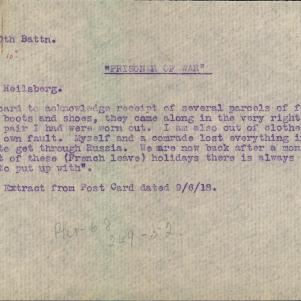 0th Battn.
"PRISONER OF WAR"
Heilsberg.
card to acknowledge receipt of several parcels of fo
boots and shoes, they came along in the very right
pair I had were worn out. I am also out of clothe
own fault. Myself and a comrade lost everything i
to get through Russia. We are now back after a mon
t of these (French leave) holidays there is always
to put up with".
Extract from Post Card dated 9/6/18.